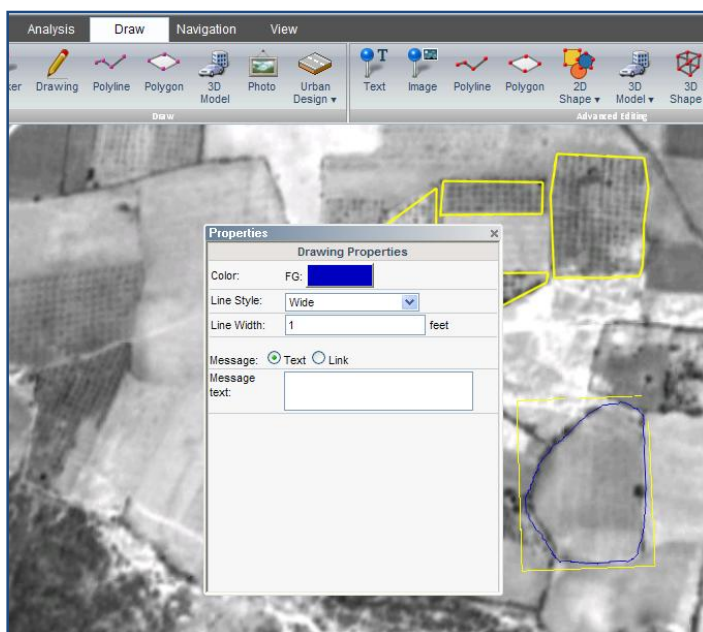 Analysis Draw Navigation View
ker Drawing Polyline Polygon 3D Model Photo Urban Design Text Image Polyline Polygon 2D Shape 3D Model 3D Shape
Draw Advanced Editing
Properties
Drawing Properties
Color: FG:
Line Style: Wide
Line Width: 1 feet
Message: Text Link
Message
text: